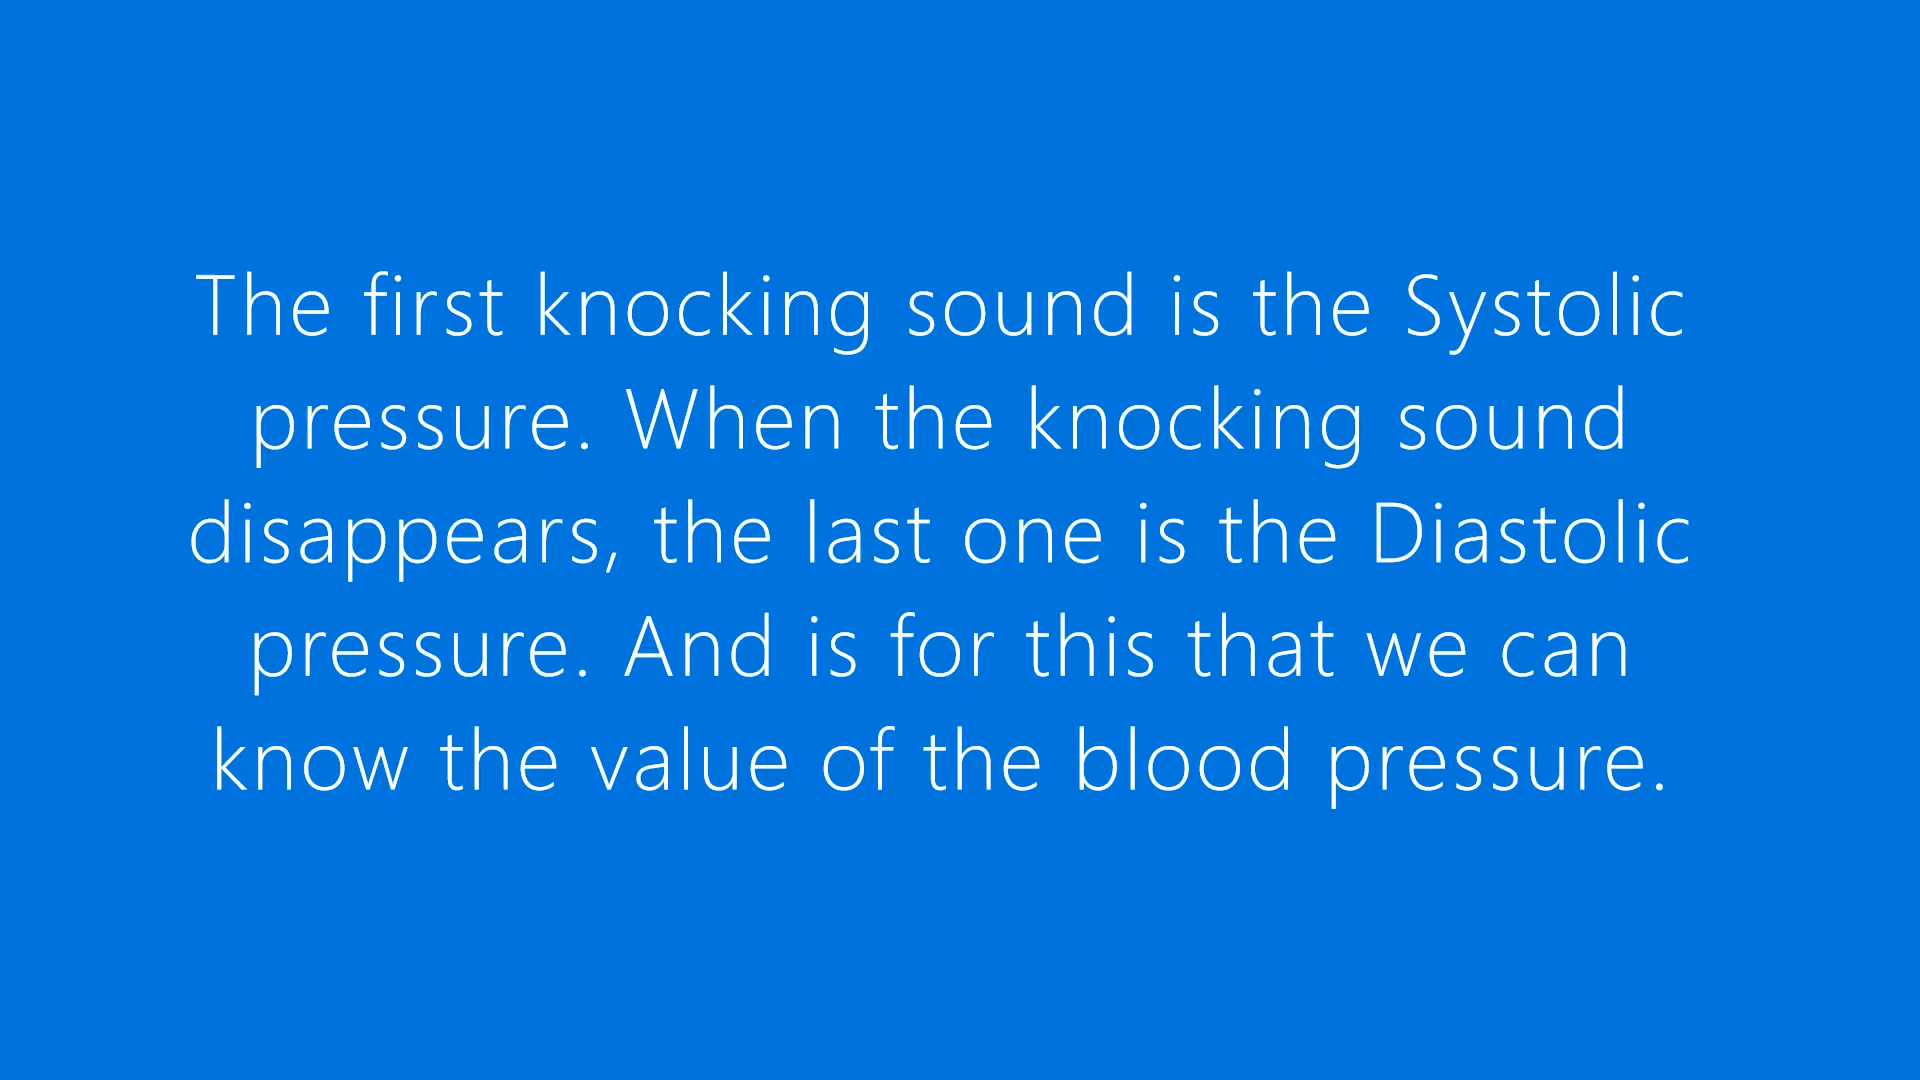 The first knocking sound is the Systolic
pressure. When the knocking sound
disappears, the last one is the Diastolic
pressure. And is for this that we can
know the value of the blood pressure.